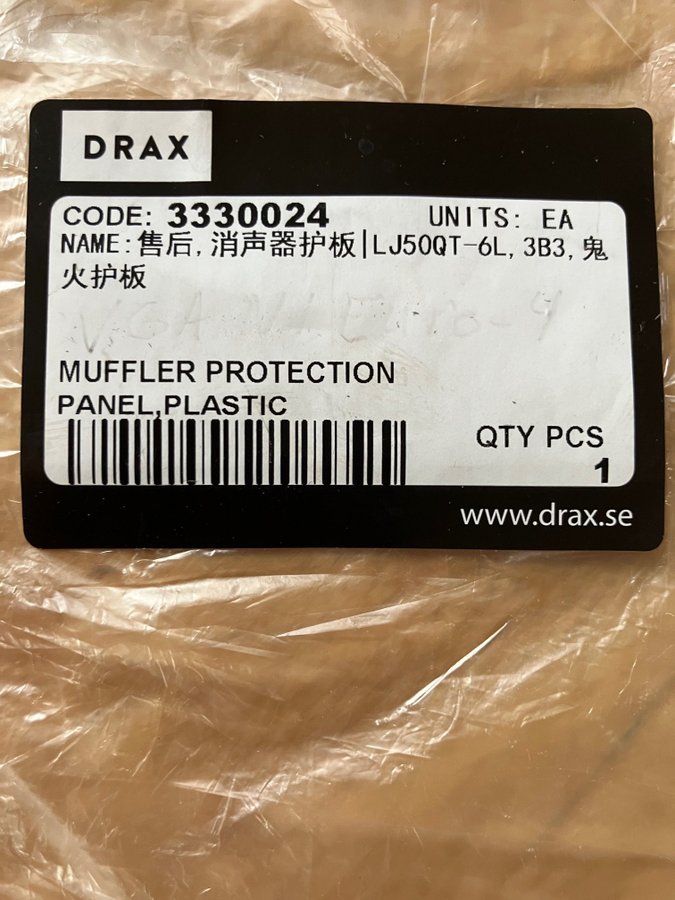 DRAX
CODE: 3330024 UNITS: EA
NAME:售后,消声器护板|LJ50QT-6L,3B3,鬼
火护板
MUFFLER PROTECTION
PANEL,PLASTIC
QTY PCS
1
www.drax.se